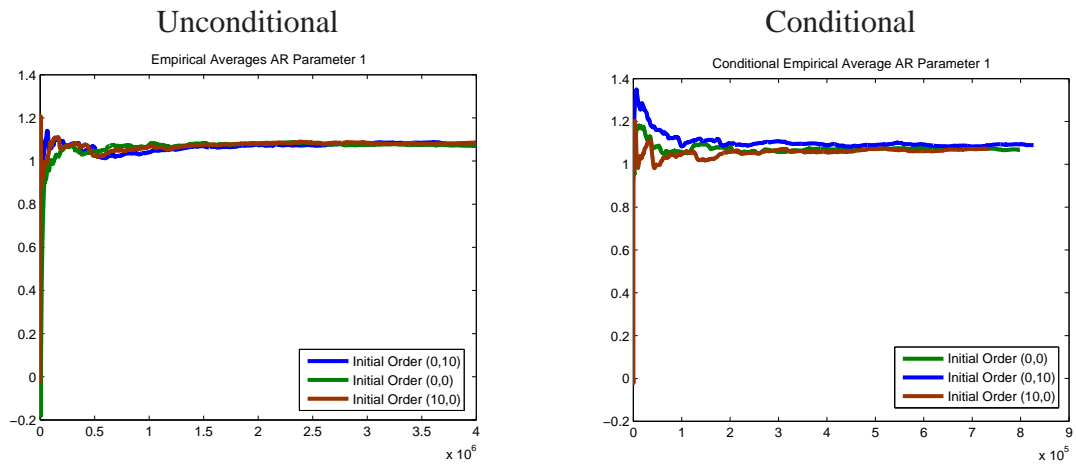 Unconditional
Empirical Averages AR Parameter 1
1.4
1.2
1
0.8
0.6
0.4
0.2
0
−0.2
0 0.5 1 1.5 2 2.5 3 3.5 4
x 10^6
Initial Order (0,10)
Initial Order (0,0)
Initial Order (10,0)
Conditional
Conditional Empirical Average AR Parameter 1
1.4
1.2
1
0.8
0.6
0.4
0.2
0
−0.2
0 1 2 3 4 5 6 7 8 9
x 10^5
Initial Order (0,0)
Initial Order (0,10)
Initial Order (10,0)